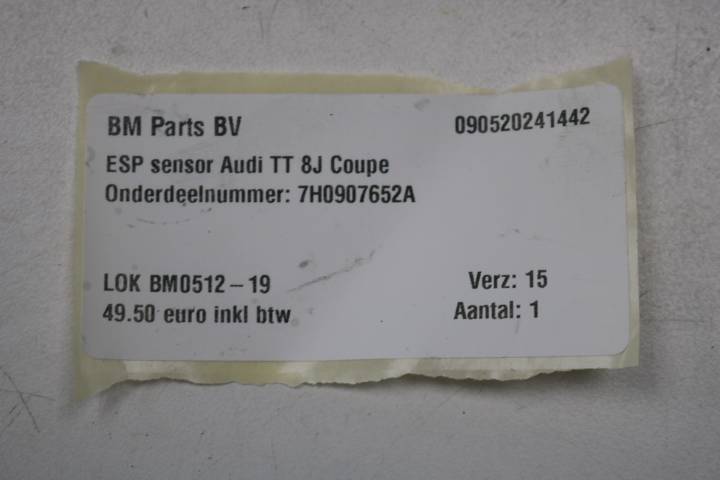 BM Parts BV 090520241442
ESP sensor Audi TT 8J Coupe
Onderdeelnummer: 7H0907652A
LOK BM0512-19 Verz: 15
49.50 euro inkl btw Aantal: 1